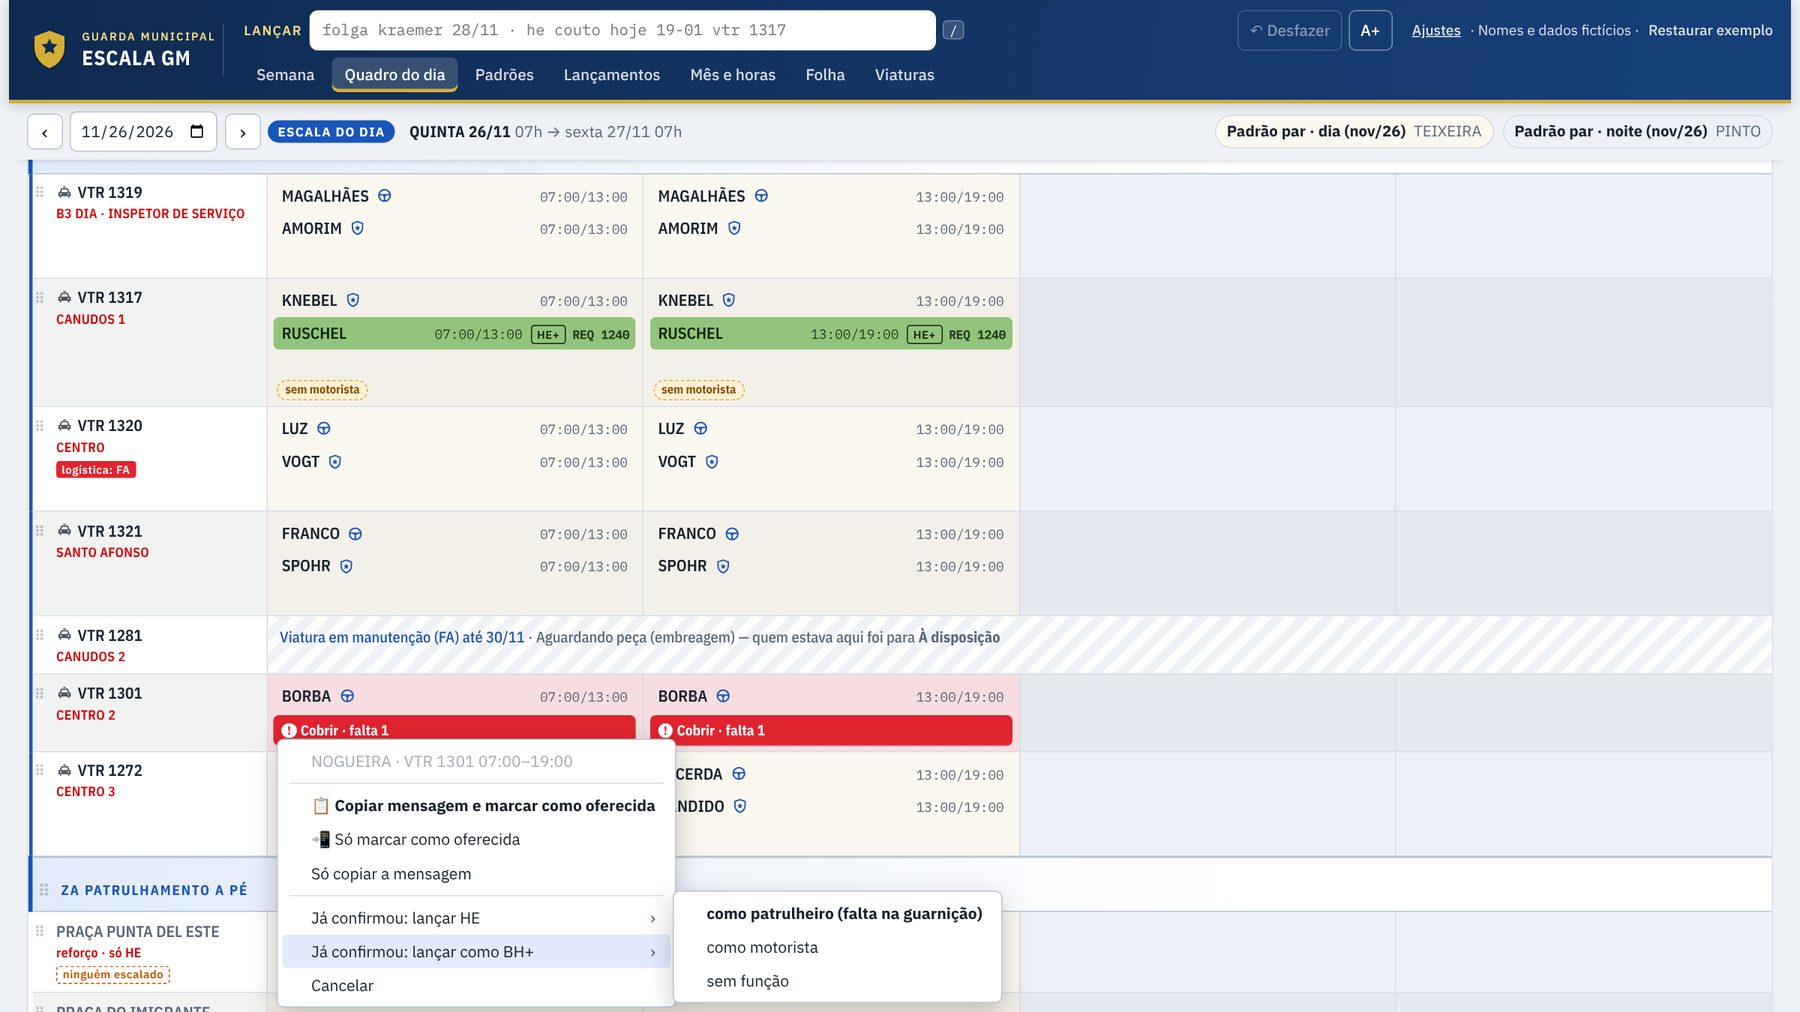 GUARDA MUNICIPAL
ESCALA GM
LANÇAR
folga kraemer 28/11 · he couto hoje 19-01 vtr 1317
/
↶ Desfazer
A+
Ajustes · Nomes e dados fictícios · Restaurar exemplo
Semana
Quadro do dia
Padrões
Lançamentos
Mês e horas
Folha
Viaturas
‹
11/26/2026
›
ESCALA DO DIA
QUINTA 26/11 07h → sexta 27/11 07h
Padrão par · dia (nov/26) TEIXEIRA
Padrão par · noite (nov/26) PINTO
VTR 1319
B3 DIA · INSPETOR DE SERVIÇO
MAGALHÃES 07:00/13:00
AMORIM 07:00/13:00
MAGALHÃES 13:00/19:00
AMORIM 13:00/19:00
VTR 1317
CANUDOS 1
KNEBEL 07:00/13:00
RUSCHEL 07:00/13:00 HE+ REQ 1240
sem motorista
KNEBEL 13:00/19:00
RUSCHEL 13:00/19:00 HE+ REQ 1240
sem motorista
VTR 1320
CENTRO
logística: FA
LUZ 07:00/13:00
VOGT 07:00/13:00
LUZ 13:00/19:00
VOGT 13:00/19:00
VTR 1321
SANTO AFONSO
FRANCO 07:00/13:00
SPOHR 07:00/13:00
FRANCO 13:00/19:00
SPOHR 13:00/19:00
VTR 1281
CANUDOS 2
Viatura em manutenção (FA) até 30/11 · Aguardando peça (embreagem) — quem estava aqui foi para À disposição
VTR 1301
CENTRO 2
BORBA 07:00/13:00
Cobrir · falta 1
BORBA 13:00/19:00
Cobrir · falta 1
VTR 1272
CENTRO 3
CERDA 13:00/19:00
NDIDO 13:00/19:00
NOGUEIRA · VTR 1301 07:00–19:00
📋 Copiar mensagem e marcar como oferecida
📲 Só marcar como oferecida
Só copiar a mensagem
Já confirmou: lançar HE ›
Já confirmou: lançar como BH+ ›
Cancelar
como patrulheiro (falta na guarnição)
como motorista
sem função
ZA PATRULHAMENTO A PÉ
PRAÇA PUNTA DEL ESTE
reforço · só HE
ninguém escalado
PRAÇA DO IMIGRANTE